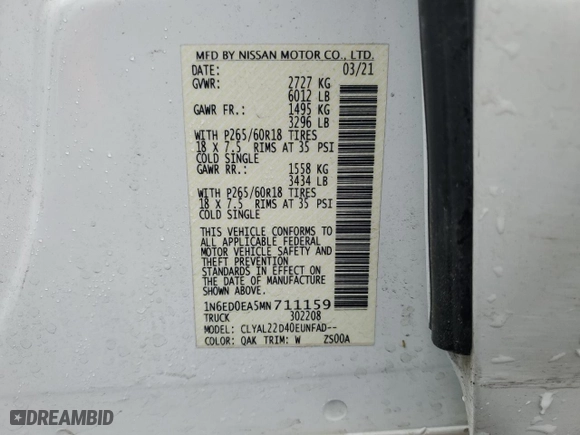 MFD BY NISSAN MOTOR CO., LTD.
DATE: 03/21
GVWR: 2727 KG
6012 LB
GAWR FR.: 1495 KG
3296 LB
WITH P265/60R18 TIRES
18 X 7.5 RIMS AT 35 PSI
COLD SINGLE
GAWR RR.: 1558 KG
3434 LB
WITH P265/60R18 TIRES
18 X 7.5 RIMS AT 35 PSI
COLD SINGLE
THIS VEHICLE CONFORMS TO
ALL APPLICABLE FEDERAL
MOTOR VEHICLE SAFETY AND
THEFT PREVENTION
STANDARDS IN EFFECT ON
THE DATE OF MANUFACTURE
SHOWN ABOVE.
1N6ED0EA5MN711159
TRUCK 302208
MODEL: CLYAL22D40EUNFAD--
COLOR: QAK TRIM: W ZS00A
DREAMBID